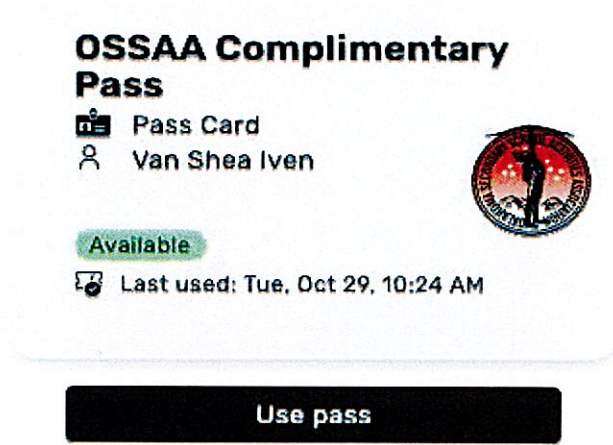 OSSAA Complimentary
Pass
Pass Card
Van Shea Iven
Available
Last used: Tue, Oct 29, 10:24 AM
Use pass